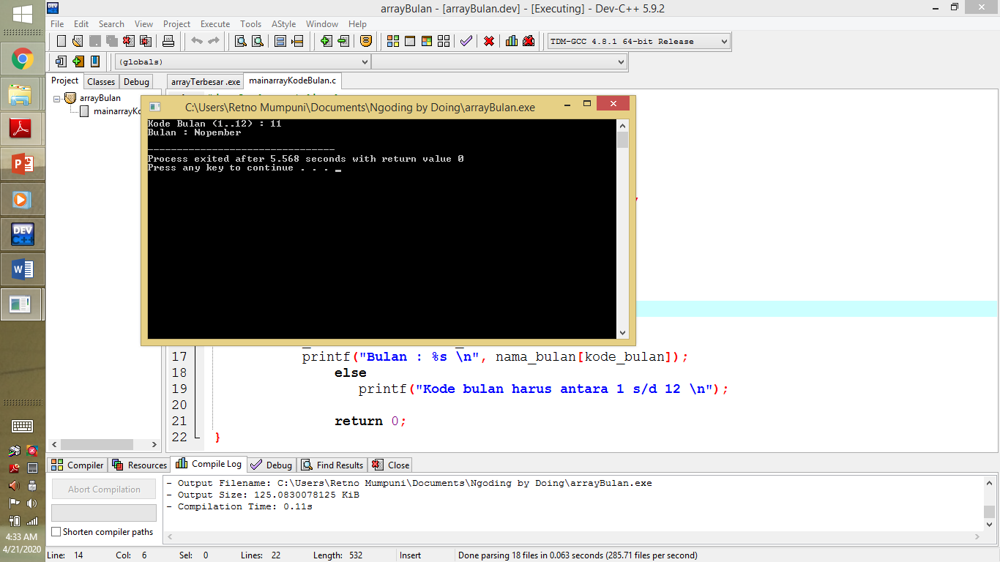 arrayBulan - [arrayBulan.dev] - [Executing] - Dev-C++ 5.9.2
File Edit Search View Project Execute Tools AStyle Window Help
TDM-GCC 4.8.1 64-bit Release
(globals)
Project Classes Debug
arrayTerbesar .exe mainarrayKodeBulan.c
arrayBulan
mainarrayKo
C:\Users\Retno Mumpuni\Documents\Ngoding by Doing\arrayBulan.exe
Kode Bulan (1..12) : 11
Bulan : Nopember
--------------------------------
Process exited after 5.568 seconds with return value 0
Press any key to continue . . . _
17 printf("Bulan : %s \n", nama_bulan[kode_bulan]);
18 else
19 printf("Kode bulan harus antara 1 s/d 12 \n");
20
21 return 0;
22 }
Compiler Resources Compile Log Debug Find Results Close
Abort Compilation
Shorten compiler paths
- Output Filename: C:\Users\Retno Mumpuni\Documents\Ngoding by Doing\arrayBulan.exe
- Output Size: 125.0830078125 KiB
- Compilation Time: 0.11s
Line: 14 Col: 6 Sel: 0 Lines: 22 Length: 532 Insert Done parsing 18 files in 0.063 seconds (285.71 files per second)
DEV
C++
4:33 AM
4/21/2020